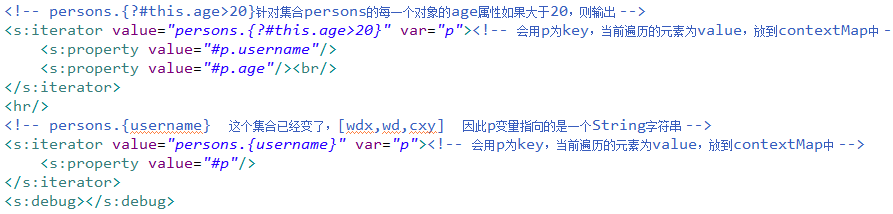 <!-- persons.{?#this.age>20}针对集合persons的每一个对象的age属性如果大于20，则输出 -->
<s:iterator value="persons.{?#this.age>20}" var="p"><!-- 会用p为key，当前遍历的元素为value，放到contextMap中 -
<s:property value="#p.username"/>
<s:property value="#p.age"/><br/>
</s:iterator>
<hr/>
<!-- persons.{username}  这个集合已经变了，[wdx,wd,cxy]  因此p变量指向的是一个String字符串 -->
<s:iterator value="persons.{username}" var="p"><!-- 会用p为key，当前遍历的元素为value，放到contextMap中 -->
<s:property value="#p"/>
</s:iterator>
<s:debug></s:debug>